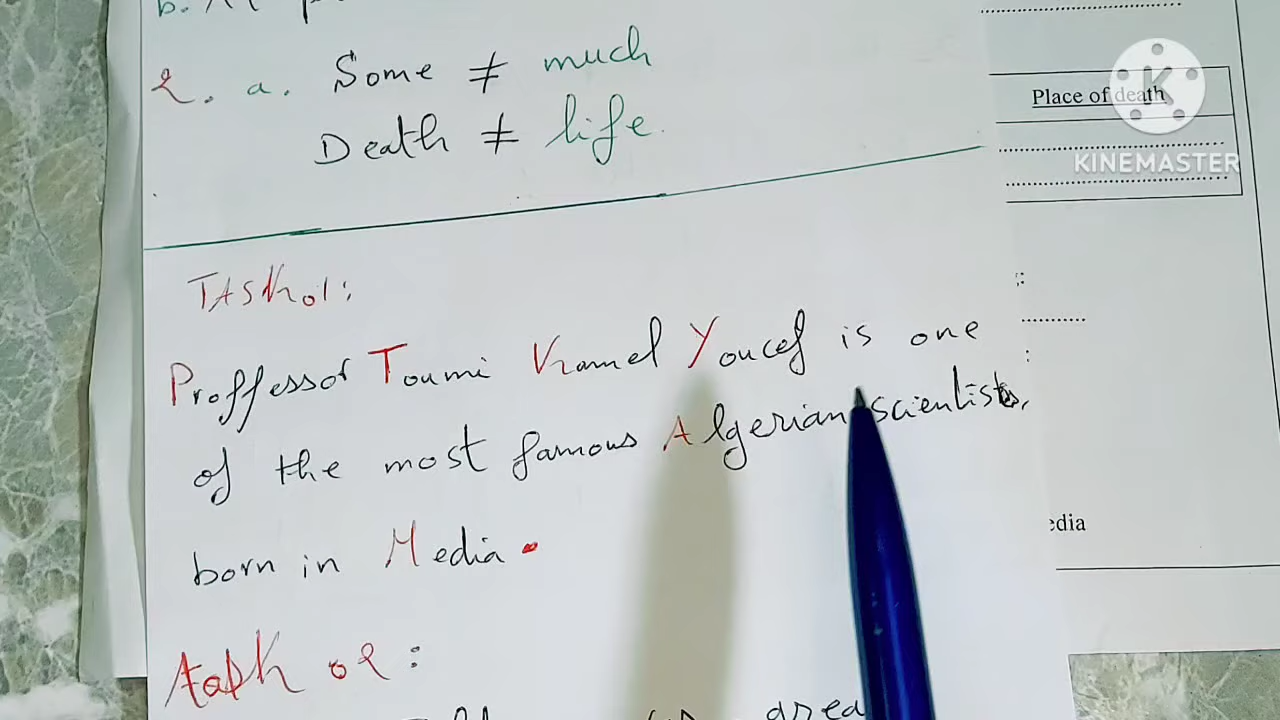 b.
2. a. Some ≠ much
Death ≠ life.
Place of death
KINEMASTER
TASK 01:
Proffessor Toumi Khamel Youcef is one
of the most famous Algerian scientists,
born in Media.
edia
task 02: